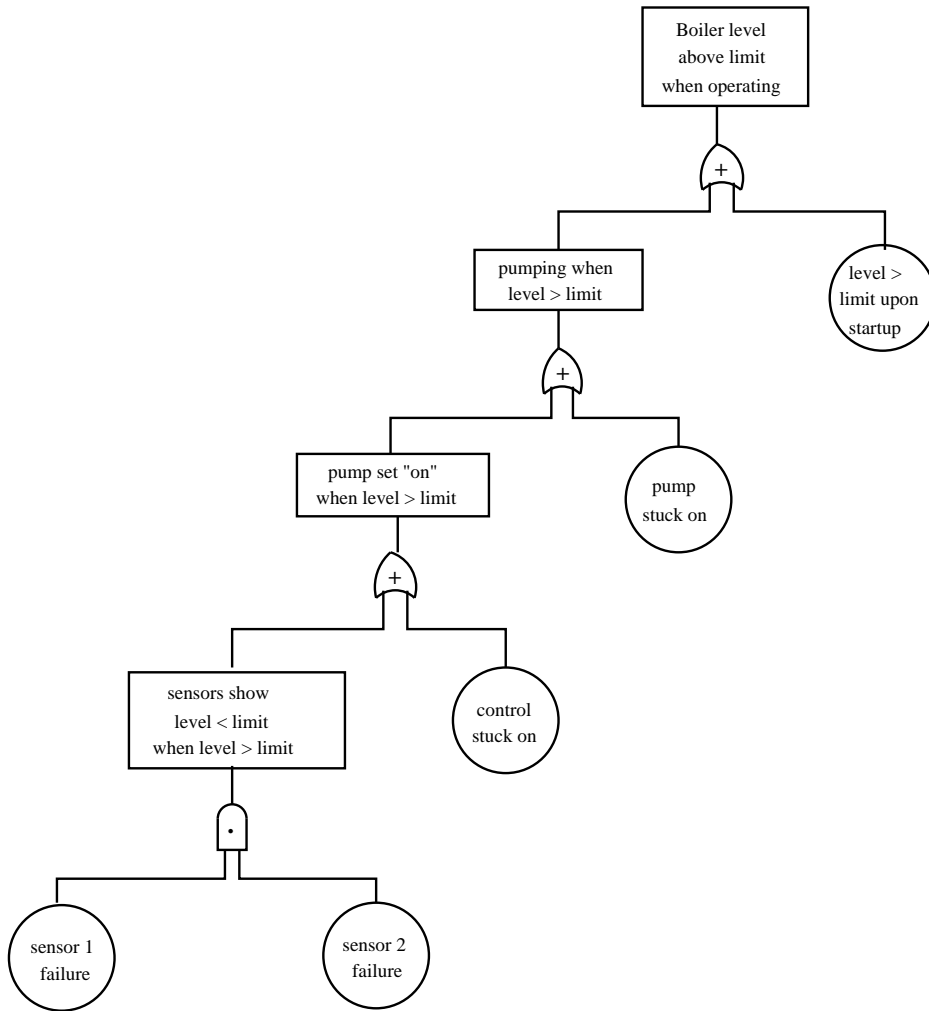 Boiler level
above limit
when operating
+
pumping when
level > limit
level >
limit upon
startup
+
pump set "on"
when level > limit
pump
stuck on
+
sensors show
level < limit
when level > limit
control
stuck on
.
sensor 1
failure
sensor 2
failure